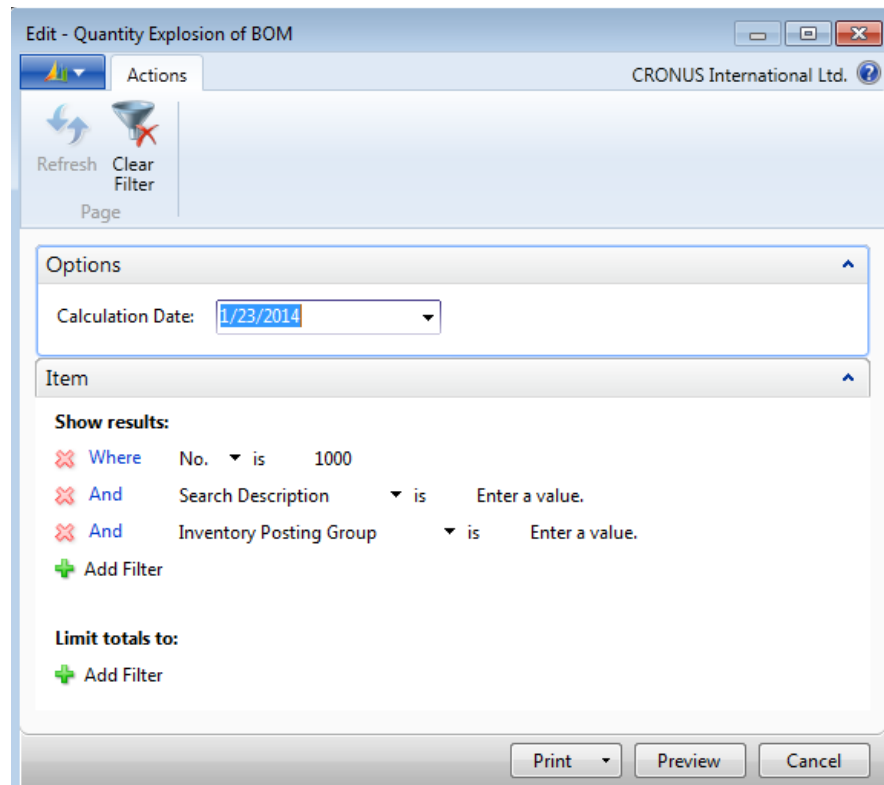 Edit - Quantity Explosion of BOM
Actions
CRONUS International Ltd.
Refresh
Clear
Filter
Page
Options
Calculation Date: 1/23/2014
Item
Show results:
Where No. is 1000
And Search Description is Enter a value.
And Inventory Posting Group is Enter a value.
Add Filter
Limit totals to:
Add Filter
Print Preview Cancel